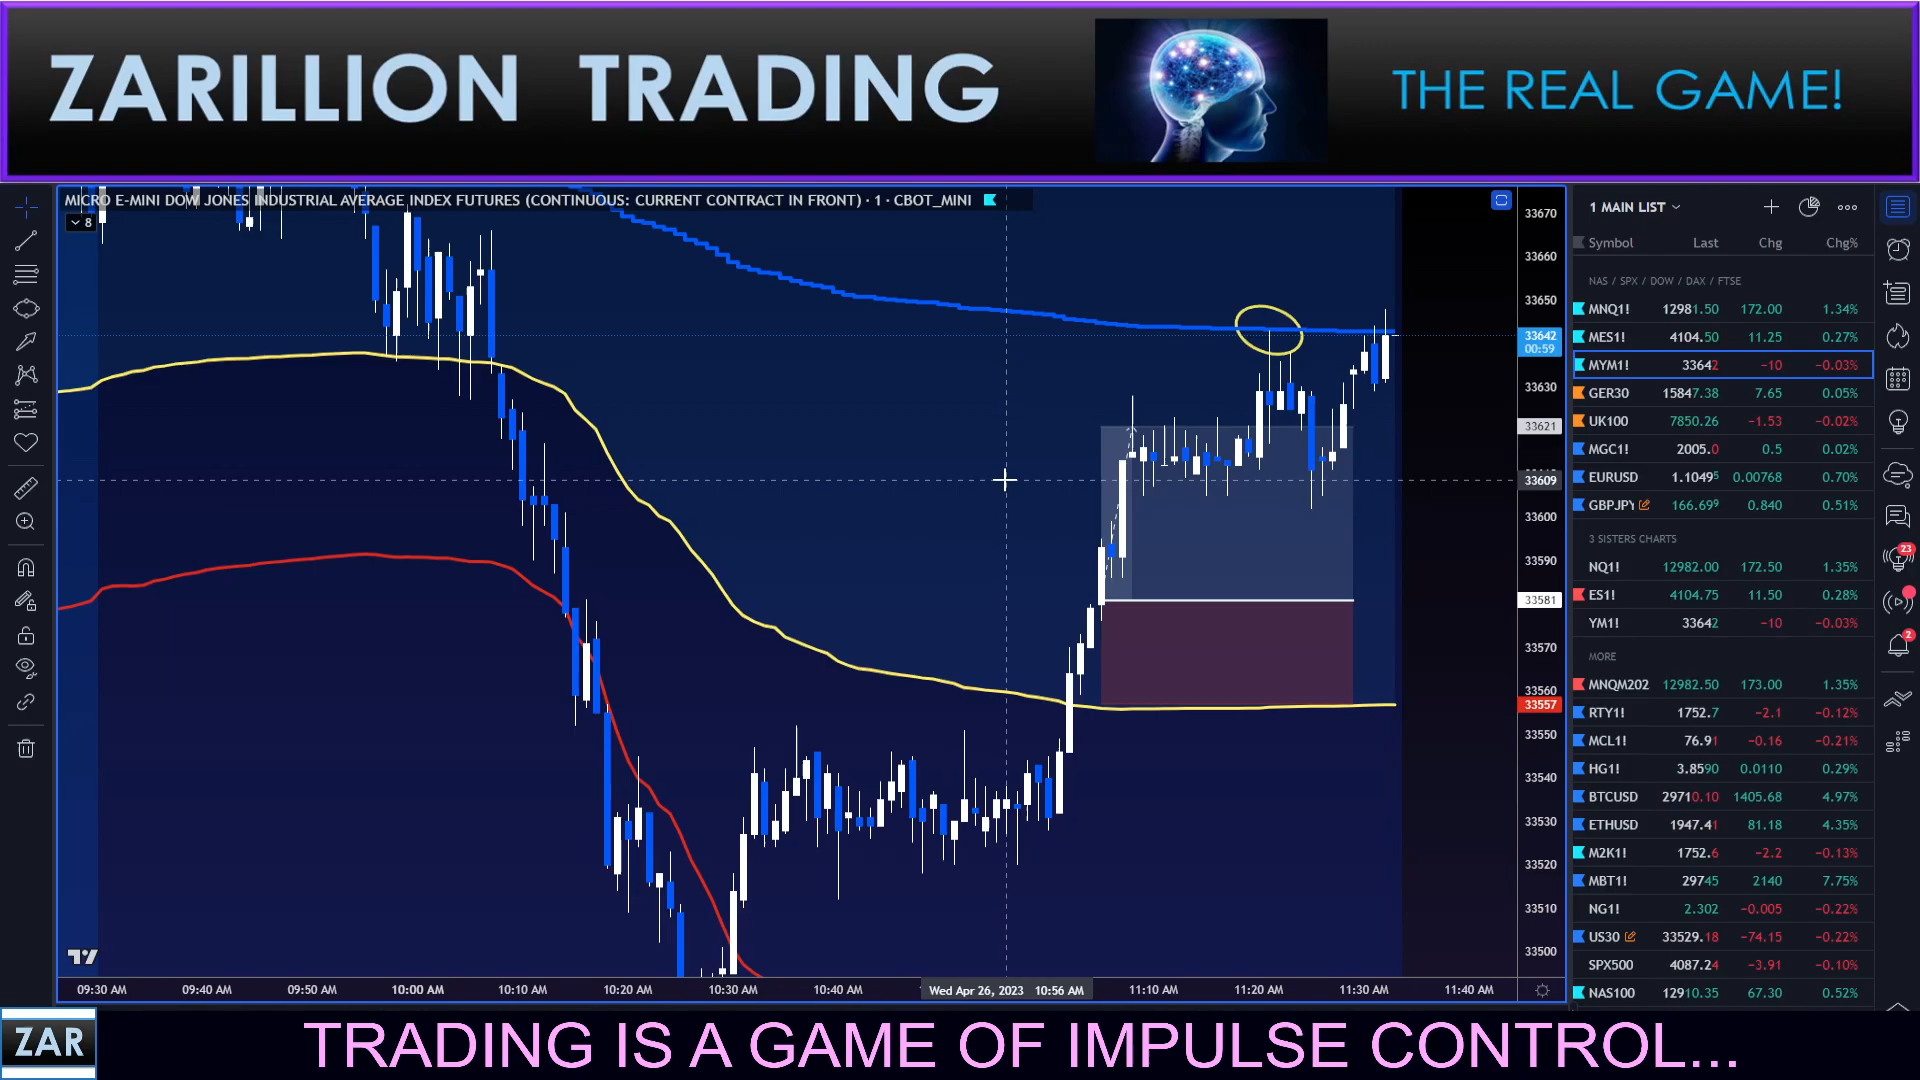 ZARILLION TRADING
THE REAL GAME!
MICRO E-MINI DOW JONES INDUSTRIAL AVERAGE INDEX FUTURES (CONTINUOUS: CURRENT CONTRACT IN FRONT) · 1 · CBOT_MINI
8
33670
33660
33650
33642
00:59
33630
33621
33609
33600
33590
33581
33570
33560
33557
33550
33540
33530
33520
33510
33500
09:30 AM 09:40 AM 09:50 AM 10:00 AM 10:10 AM 10:20 AM 10:30 AM 10:40 AM Wed Apr 26, 2023 10:56 AM 11:10 AM 11:20 AM 11:30 AM 11:40 AM
1 MAIN LIST
Symbol Last Chg Chg%
NAS / SPX / DOW / DAX / FTSE
MNQ1! 12981.50 172.00 1.34%
MES1! 4104.50 11.25 0.27%
MYM1! 33642 −10 −0.03%
GER30 15847.38 7.65 0.05%
UK100 7850.26 −1.53 −0.02%
MGC1! 2005.0 0.5 0.02%
EURUSD 1.10495 0.00768 0.70%
GBPJPY 166.699 0.840 0.51%
3 SISTERS CHARTS
NQ1! 12982.00 172.50 1.35%
ES1! 4104.75 11.50 0.28%
YM1! 33642 −10 −0.03%
MORE
MNQM202 12982.50 173.00 1.35%
RTY1! 1752.7 −2.1 −0.12%
MCL1! 76.91 −0.16 −0.21%
HG1! 3.8590 0.0110 0.29%
BTCUSD 29710.10 1405.68 4.97%
ETHUSD 1947.41 81.18 4.35%
M2K1! 1752.6 −2.2 −0.13%
MBT1! 29745 2140 7.75%
NG1! 2.302 −0.005 −0.22%
US30 33529.18 −74.15 −0.22%
SPX500 4087.24 −3.91 −0.10%
NAS100 12910.35 67.30 0.52%
23
2
ZAR
TRADING IS A GAME OF IMPULSE CONTROL...